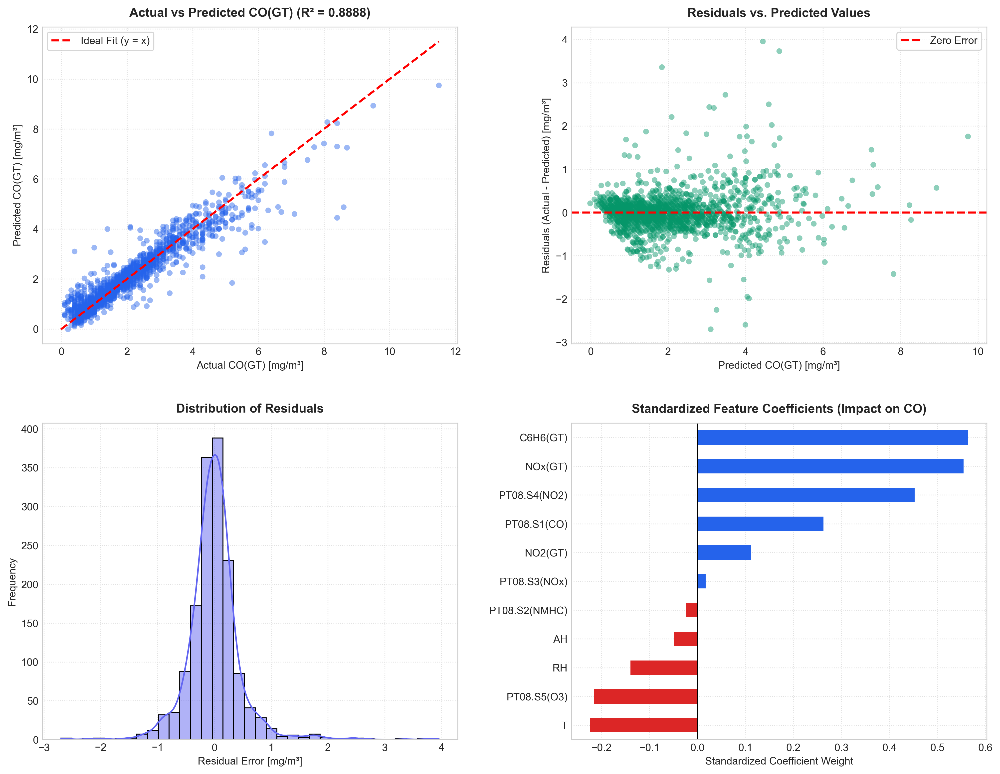 Actual vs Predicted CO(GT) (R² = 0.8888)
Ideal Fit (y = x)
Predicted CO(GT) [mg/m³]
12
10
8
6
4
2
0
0 2 4 6 8 10 12
Actual CO(GT) [mg/m³]
Residuals vs. Predicted Values
Zero Error
Residuals (Actual - Predicted) [mg/m³]
4
3
2
1
0
−1
−2
−3
0 2 4 6 8 10
Predicted CO(GT) [mg/m³]
Distribution of Residuals
Frequency
400
350
300
250
200
150
100
50
0
−3 −2 −1 0 1 2 3 4
Residual Error [mg/m³]
Standardized Feature Coefficients (Impact on CO)
C6H6(GT)
NOx(GT)
PT08.S4(NO2)
PT08.S1(CO)
NO2(GT)
PT08.S3(NOx)
PT08.S2(NMHC)
AH
RH
PT08.S5(O3)
T
−0.2 −0.1 0.0 0.1 0.2 0.3 0.4 0.5 0.6
Standardized Coefficient Weight